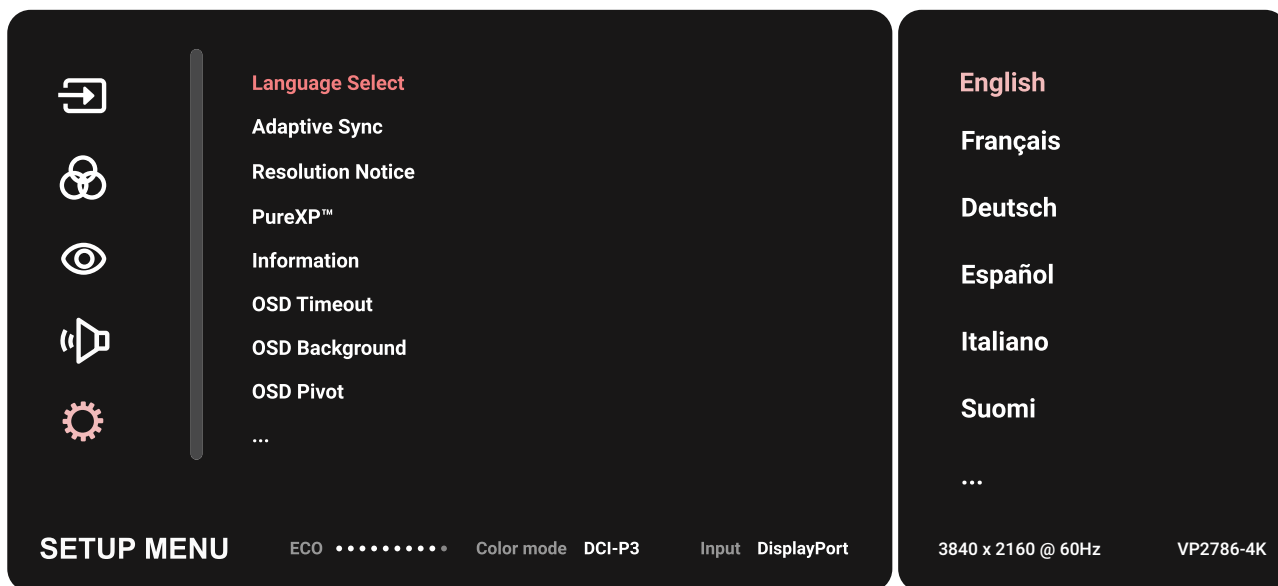 Language Select
Adaptive Sync
Resolution Notice
PureXP™
Information
OSD Timeout
OSD Background
OSD Pivot
...
English
Français
Deutsch
Español
Italiano
Suomi
...
SETUP MENU ECO Color mode DCI-P3 Input DisplayPort 3840 x 2160 @ 60Hz VP2786-4K